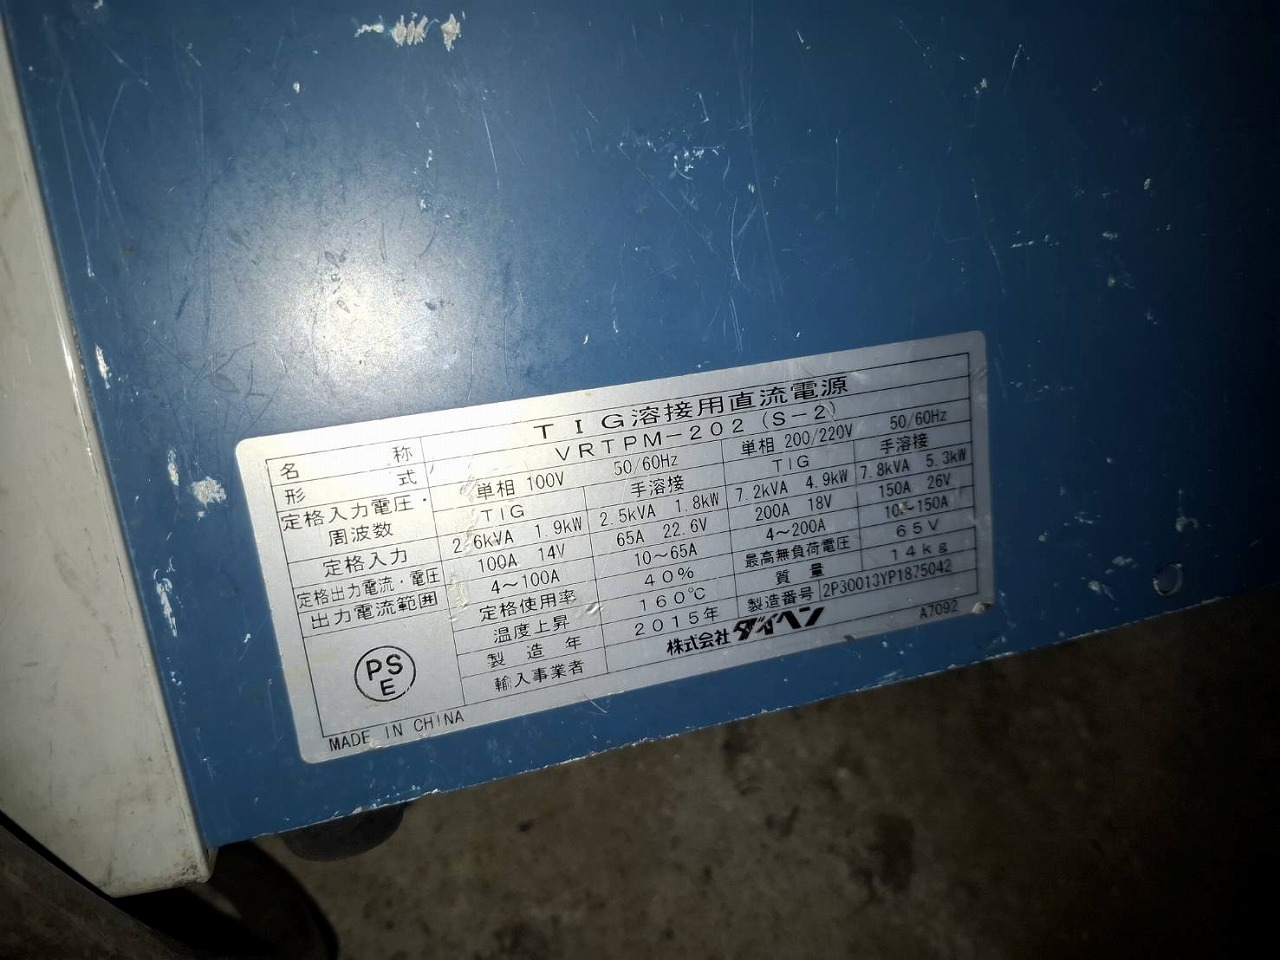 名称 TIG溶接用直流電源
形式 VRTPM-202 (S-2)
定格入力電圧・周波数 単相 100V 50/60Hz 単相 200/220V 50/60Hz
TIG 手溶接 TIG 手溶接
定格入力 2.6kVA 1.9kW 2.5kVA 1.8kW 7.2kVA 4.9kW 7.8kVA 5.3kW
定格出力電流・電圧 100A 14V 65A 22.6V 200A 18V 150A 26V
出力電流範囲 4～100A 10～65A 4～200A 10～150A
定格使用率 40% 最高無負荷電圧 65V
温度上昇 160℃ 質量 14kg
製造年 2015年 製造番号 2P30013YP1875042
輸入事業者 株式会社 ダイヘン A7092
PS
E
MADE IN CHINA